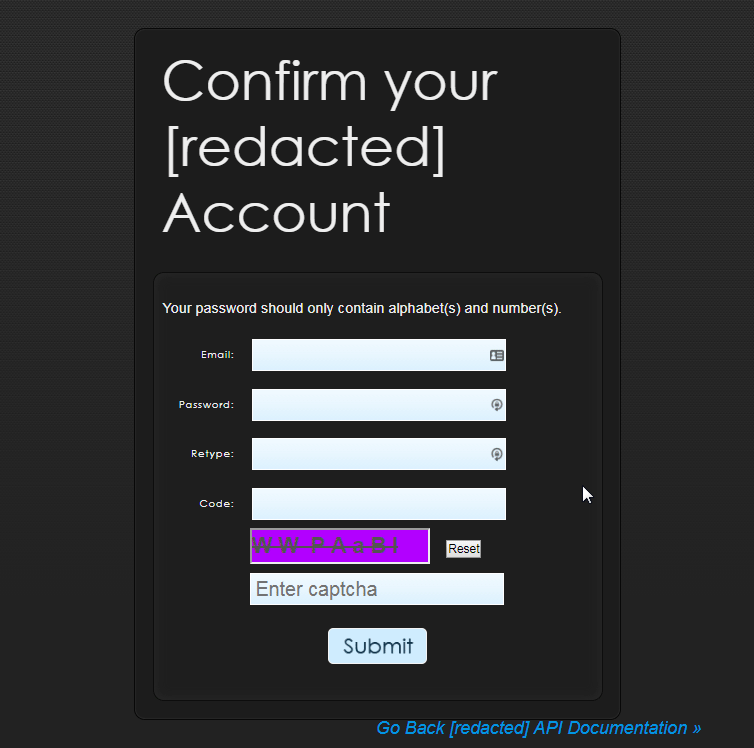 Confirm your
[redacted]
Account
Your password should only contain alphabet(s) and number(s).
Email:
Password:
Retype:
Code:
Reset
Enter captcha
Submit
Go Back [redacted] API Documentation »